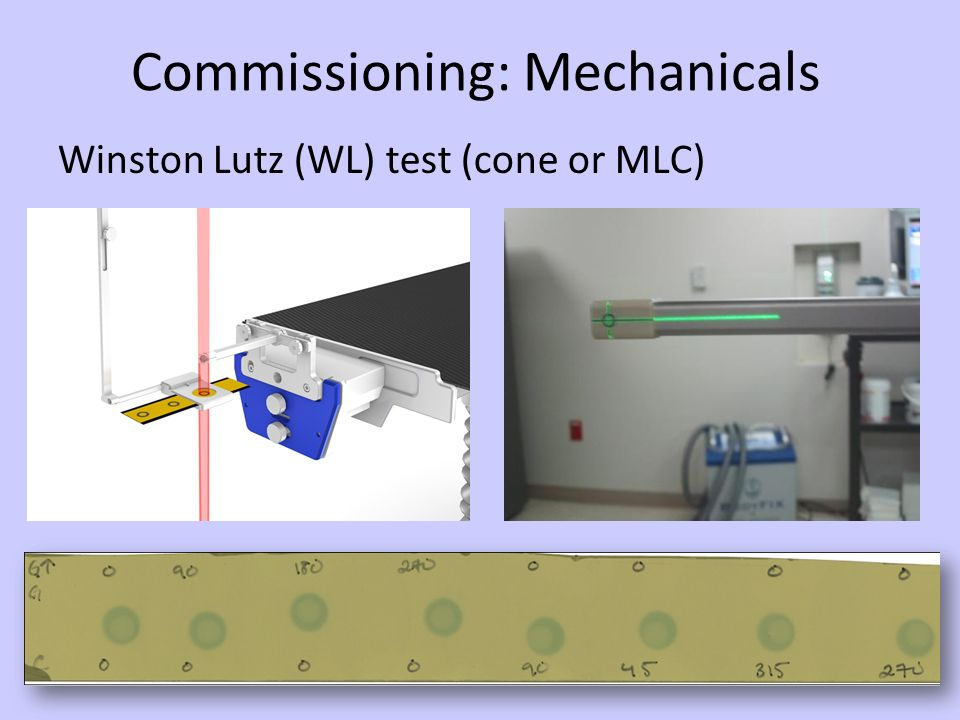 Commissioning: Mechanicals
Winston Lutz (WL) test (cone or MLC)
0 90 180 270 0 0 0 0
0 0 0 0 90 45 315 270